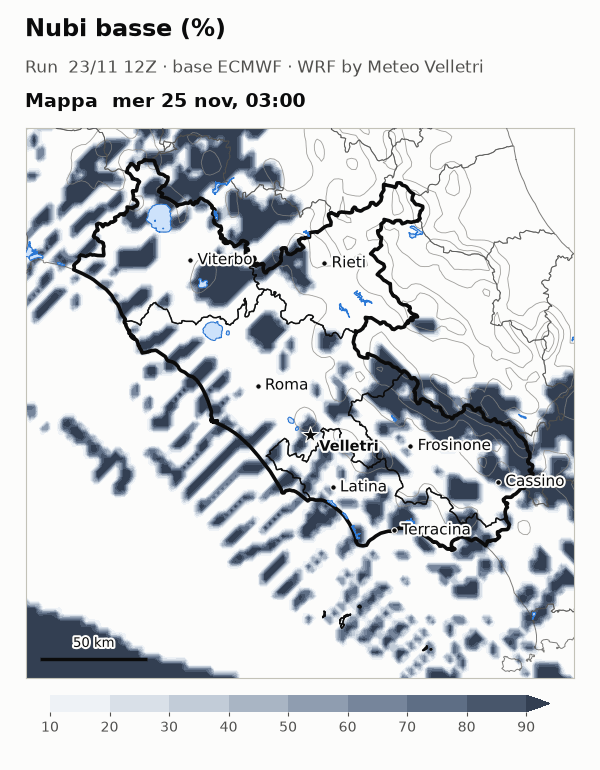 Nubi basse (%)
Run 23/11 12Z · base ECMWF · WRF by Meteo Velletri
Mappa mer 25 nov, 03:00
Viterbo
Rieti
Roma
Velletri
Frosinone
Cassino
Latina
Terracina
50 km
10 20 30 40 50 60 70 80 90